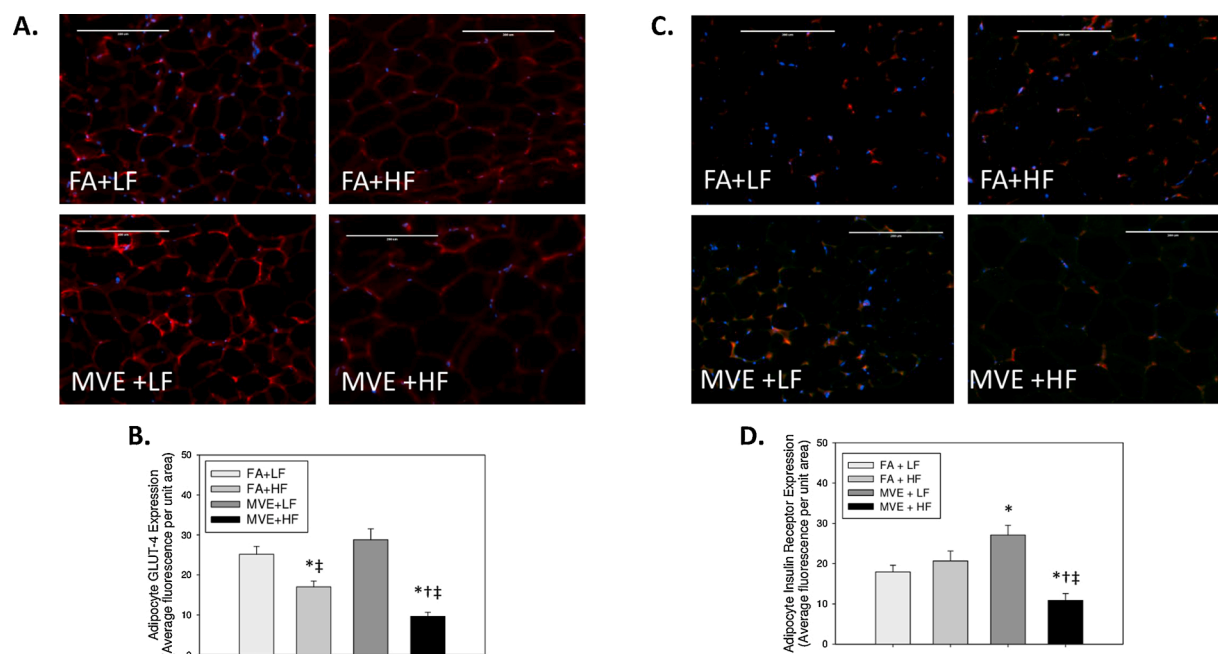 A.
FA+LF
FA+HF
MVE +LF
MVE +HF
B.
Adipocyte GLUT-4 Expression
Average fluorescence per unit area)
50
40
30
20
10
0
FA+LF
FA+HF
MVE+LF
MVE+HF
*‡
*†‡
C.
FA+LF
FA+HF
MVE +LF
MVE +HF
D.
Adipocyte Insulin Receptor Expression
(Average fluorescence per unit area)
50
40
30
20
10
0
FA + LF
FA + HF
MVE + LF
MVE + HF
*
*†‡